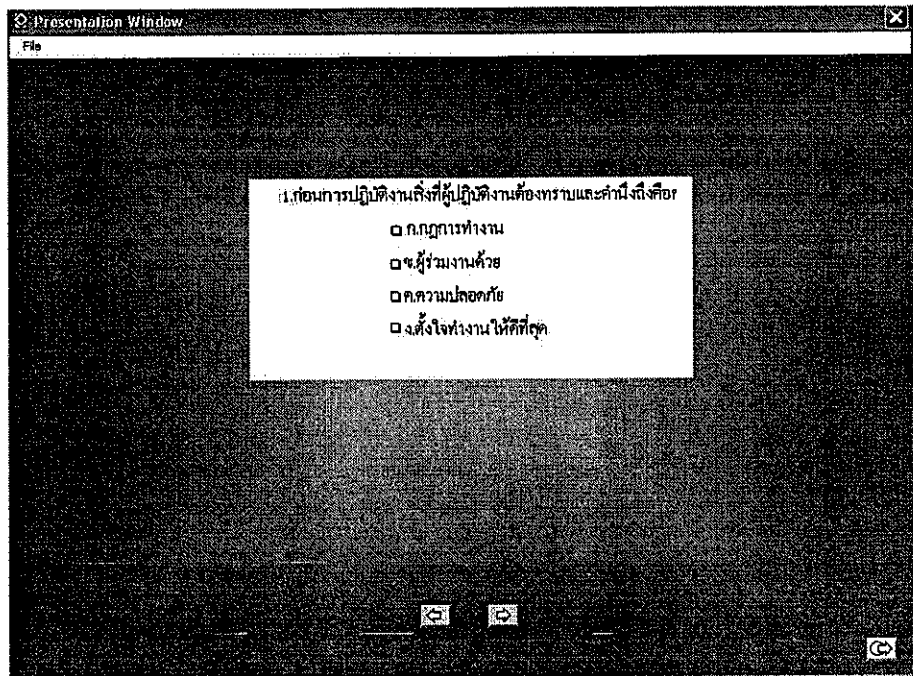 Presentation Window
File
1.ก่อนการปฏิบัติงานสิ่งที่ผู้ปฏิบัติงานต้องทราบและคำนึงถึงคือ
ก.กฎการทำงาน
ข.ผู้ร่วมงานด้วย
ค.ความปลอดภัย
ง.ตั้งใจทำงานให้ดีที่สุด